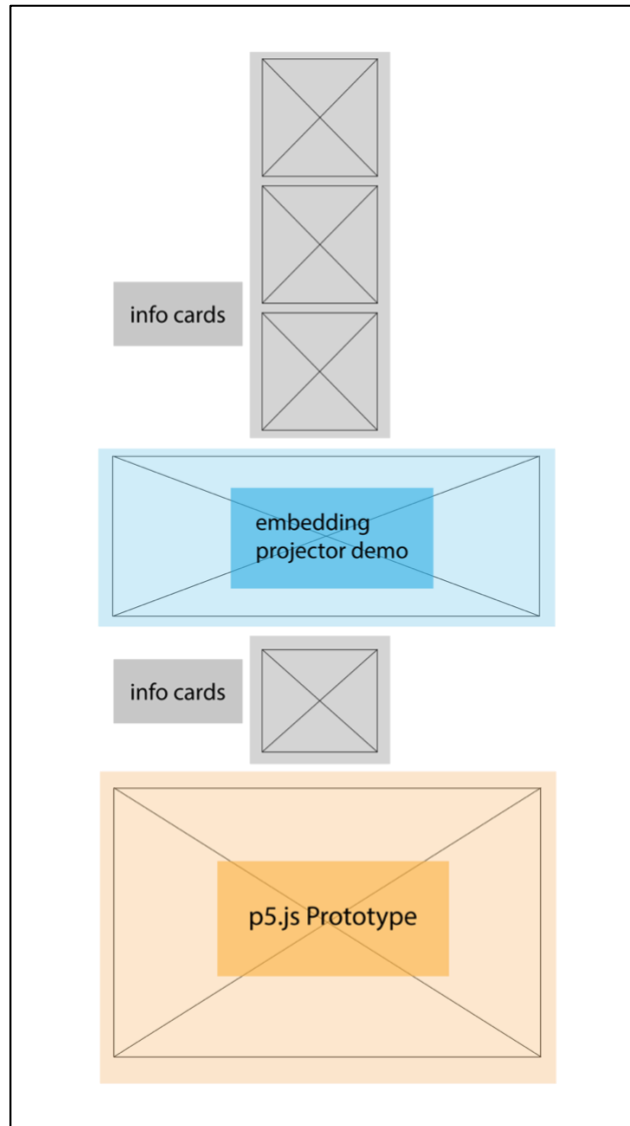 info cards
embedding
projector demo
info cards
p5.js Prototype